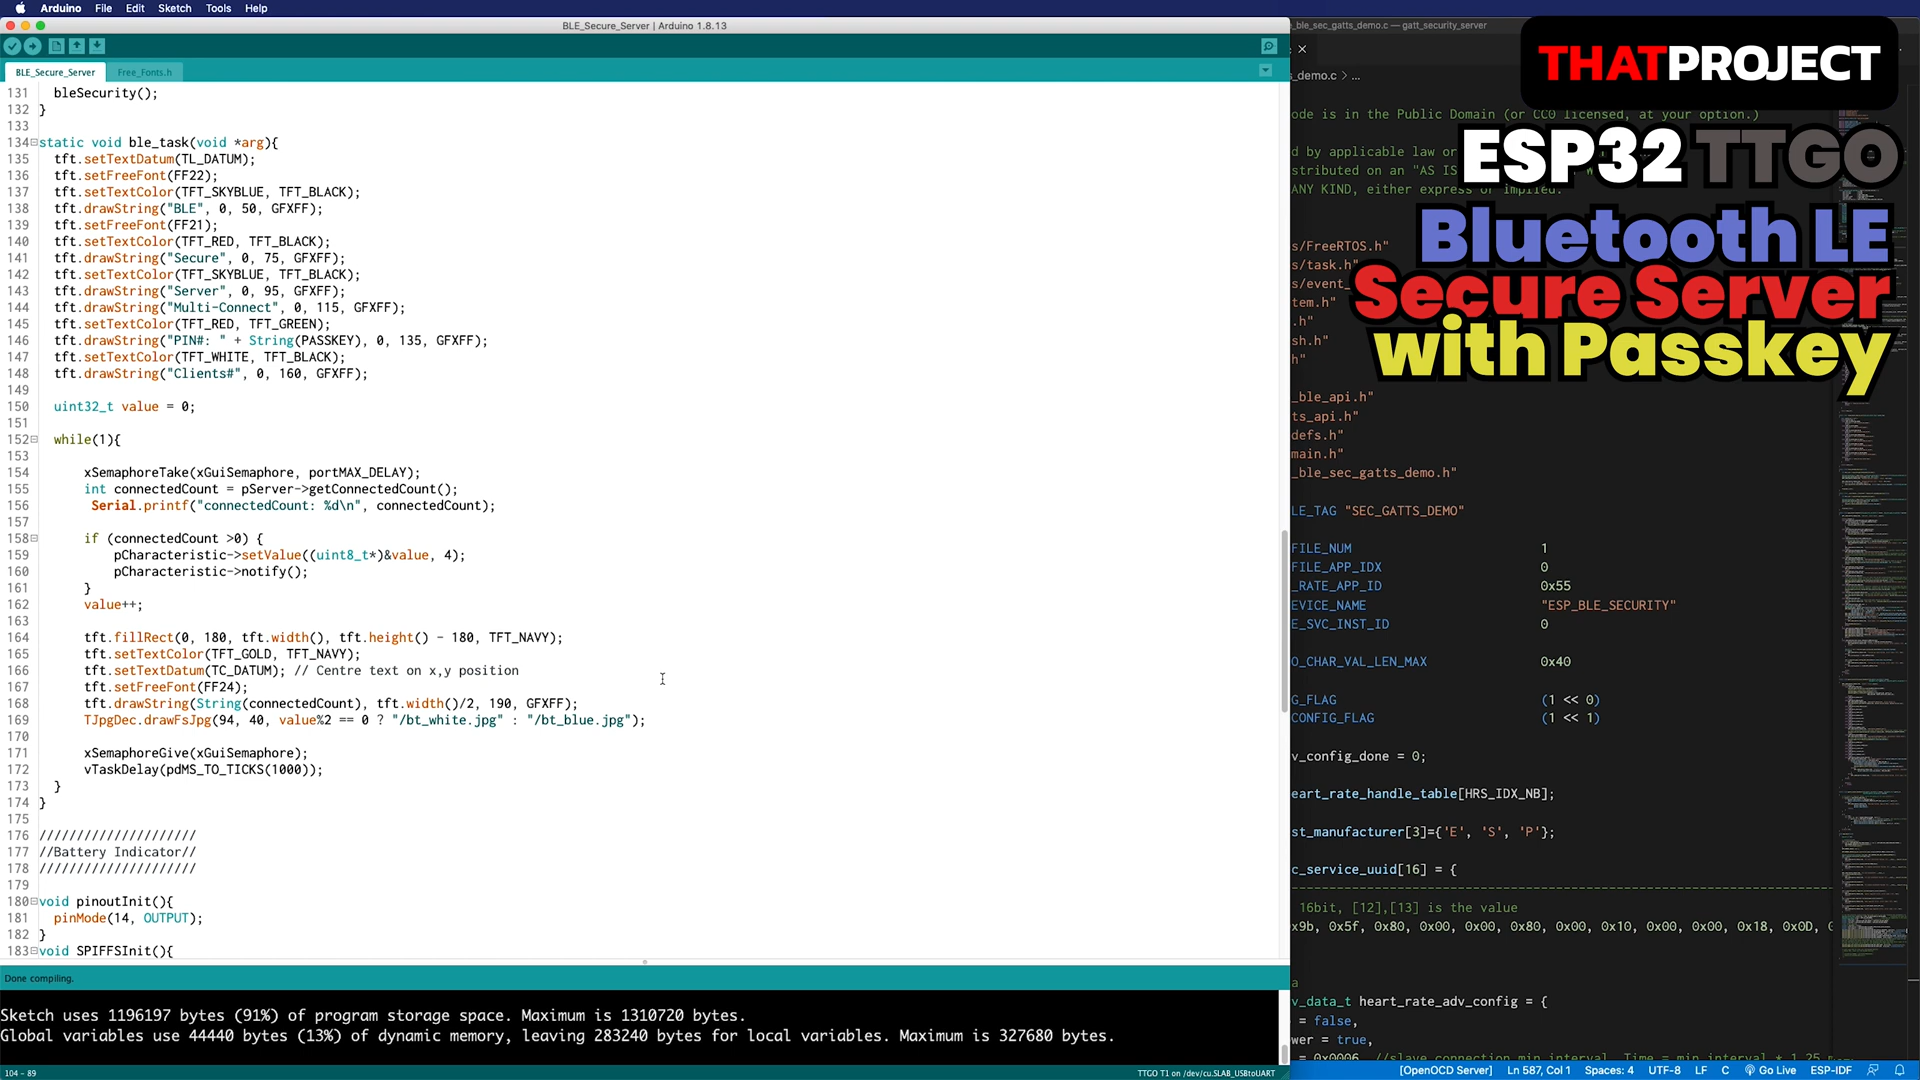 Arduino File Edit Sketch Tools Help
BLE_Secure_Server | Arduino 1.8.13
BLE_Secure_Server Free_Fonts.h
131 bleSecurity();
132 }
133
134 static void ble_task(void *arg){
135 tft.setTextDatum(TL_DATUM);
136 tft.setFreeFont(FF22);
137 tft.setTextColor(TFT_SKYBLUE, TFT_BLACK);
138 tft.drawString("BLE", 0, 50, GFXFF);
139 tft.setFreeFont(FF21);
140 tft.setTextColor(TFT_RED, TFT_BLACK);
141 tft.drawString("Secure", 0, 75, GFXFF);
142 tft.setTextColor(TFT_SKYBLUE, TFT_BLACK);
143 tft.drawString("Server", 0, 95, GFXFF);
144 tft.drawString("Multi-Connect", 0, 115, GFXFF);
145 tft.setTextColor(TFT_RED, TFT_GREEN);
146 tft.drawString("PIN#: " + String(PASSKEY), 0, 135, GFXFF);
147 tft.setTextColor(TFT_WHITE, TFT_BLACK);
148 tft.drawString("Clients#", 0, 160, GFXFF);
149
150 uint32_t value = 0;
151
152 while(1){
153
154 xSemaphoreTake(xGuiSemaphore, portMAX_DELAY);
155 int connectedCount = pServer->getConnectedCount();
156 Serial.printf("connectedCount: %d\n", connectedCount);
157
158 if (connectedCount >0) {
159 pCharacteristic->setValue((uint8_t*)&value, 4);
160 pCharacteristic->notify();
161 }
162 value++;
163
164 tft.fillRect(0, 180, tft.width(), tft.height() - 180, TFT_NAVY);
165 tft.setTextColor(TFT_GOLD, TFT_NAVY);
166 tft.setTextDatum(TC_DATUM); // Centre text on x,y position
167 tft.setFreeFont(FF24);
168 tft.drawString(String(connectedCount), tft.width()/2, 190, GFXFF);
169 TJpgDec.drawFsJpg(94, 40, value%2 == 0 ? "/bt_white.jpg" : "/bt_blue.jpg");
170
171 xSemaphoreGive(xGuiSemaphore);
172 vTaskDelay(pdMS_TO_TICKS(1000));
173 }
174 }
175
176 /////////////////////
177 //Battery Indicator//
178 /////////////////////
179
180 void pinoutInit(){
181 pinMode(14, OUTPUT);
182 }
183 void SPIFFSInit(){
Done compiling.
Sketch uses 1196197 bytes (91%) of program storage space. Maximum is 1310720 bytes.
Global variables use 44440 bytes (13%) of dynamic memory, leaving 283240 bytes for local variables. Maximum is 327680 bytes.
104 - 89
TTGO T1 on /dev/cu.SLAB_USBtoUART
_ble_sec_gatts_demo.c — gatt_security_server
THATPROJECT
ESP32 TTGO
Bluetooth LE
Secure Server
with Passkey
s_demo.c > ...
ode is in the Public Domain (or CC0 licensed, at your option.)
d by applicable law or
stributed on an "AS IS
ANY KIND, either express or implied.
s/FreeRTOS.h"
s/task.h"
s/event_
tem.h"
.h"
sh.h"
h"
_ble_api.h"
ts_api.h"
defs.h"
main.h"
_ble_sec_gatts_demo.h"
LE_TAG "SEC_GATTS_DEMO"
FILE_NUM 1
FILE_APP_IDX 0
_RATE_APP_ID 0x55
EVICE_NAME "ESP_BLE_SECURITY"
E_SVC_INST_ID 0
O_CHAR_VAL_LEN_MAX 0x40
G_FLAG (1 << 0)
CONFIG_FLAG (1 << 1)
v_config_done = 0;
eart_rate_handle_table[HRS_IDX_NB];
st_manufacturer[3]={'E', 'S', 'P'};
c_service_uuid[16] = {
16bit, [12],[13] is the value
x9b, 0x5f, 0x80, 0x00, 0x00, 0x80, 0x00, 0x10, 0x00, 0x00, 0x18, 0x0D, 0
a
v_data_t heart_rate_adv_config = {
= false,
wer = true,
= 0x0006, //slave connection min interval, Time = min_interval * 1.25 m
[OpenOCD Server] Ln 587, Col 1 Spaces: 4 UTF-8 LF C Go Live ESP-IDF